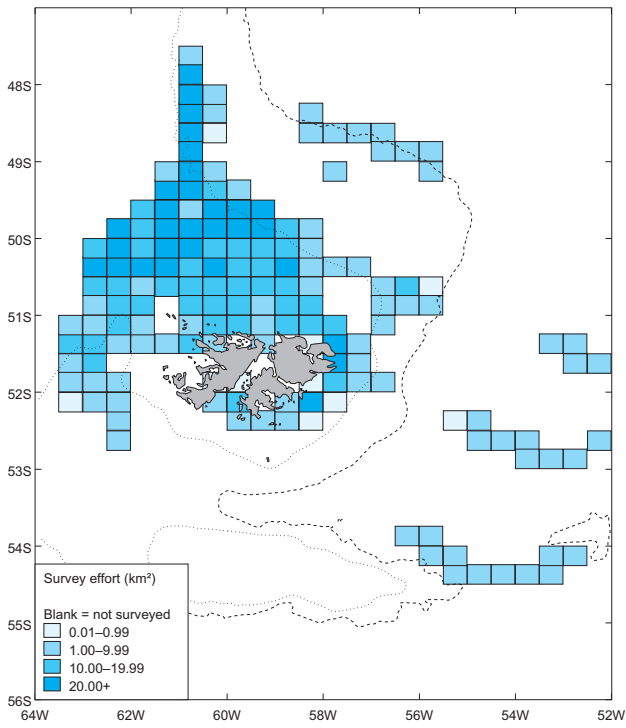 48S
49S
50S
51S
52S
53S
54S
55S
56S
Survey effort (km²)
Blank = not surveyed
0.01–0.99
1.00–9.99
10.00–19.99
20.00+
64W 62W 60W 58W 56W 54W 52W